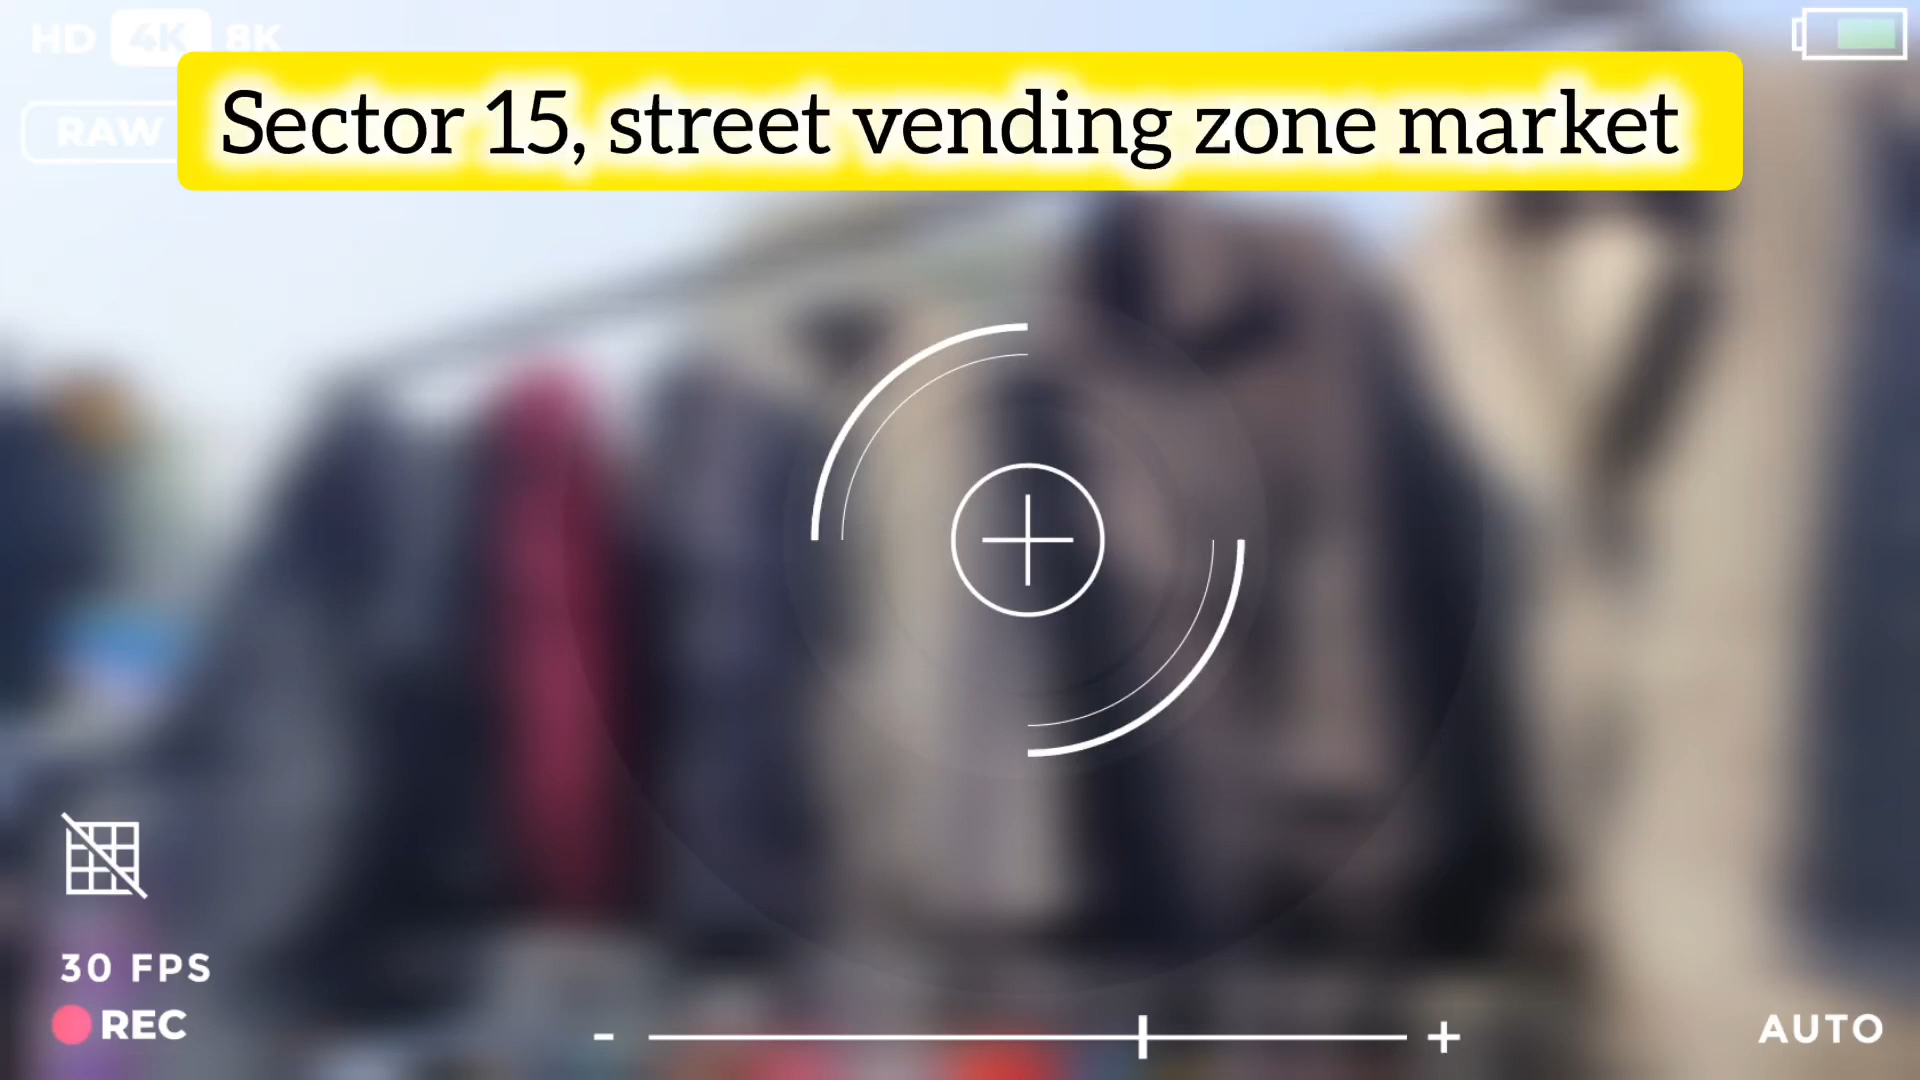 HD 4K 8K
Sector 15, street vending zone market
RAW
30 FPS
REC
- +
AUTO